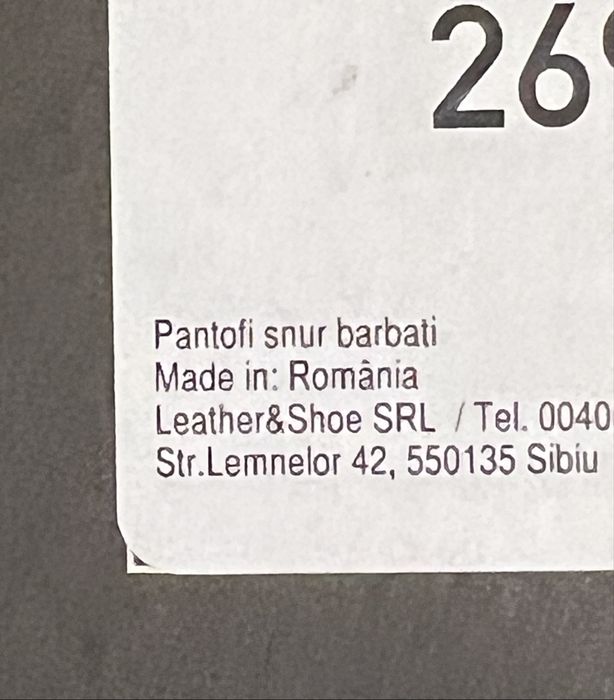 26
Pantofi snur barbati
Made in: România
Leather&Shoe SRL / Tel. 0040
Str.Lemnelor 42, 550135 Sibiu